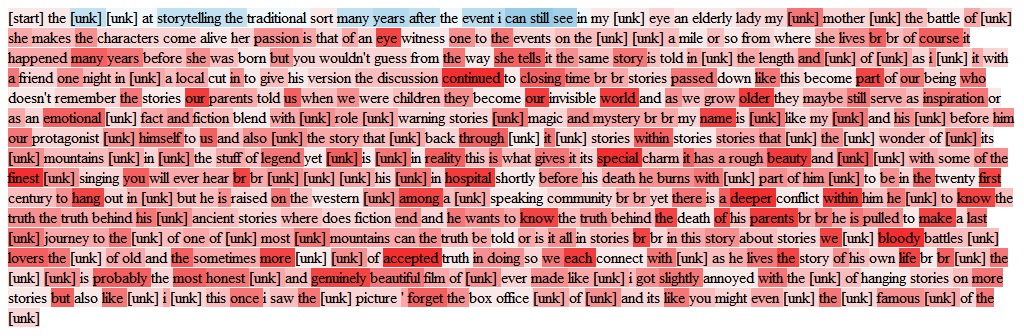 [start] the [unk] [unk] at storytelling the traditional sort many years after the event i can still see in my [unk] eye an elderly lady my [unk] mother [unk] the battle of [unk]
she makes the characters come alive her passion is that of an eye witness one to the events on the [unk] [unk] a mile or so from where she lives br br of course it
happened many years before she was born but you wouldn't guess from the way she tells it the same story is told in [unk] the length and [unk] of [unk] as i [unk] it with
a friend one night in [unk] a local cut in to give his version the discussion continued to closing time br br stories passed down like this become part of our being who
doesn't remember the stories our parents told us when we were children they become our invisible world and as we grow older they maybe still serve as inspiration or
as an emotional [unk] fact and fiction blend with [unk] role [unk] warning stories [unk] magic and mystery br br my name is [unk] like my [unk] and his [unk] before him
our protagonist [unk] himself to us and also [unk] the story that [unk] back through [unk] it [unk] stories within stories stories that [unk] the [unk] wonder of [unk] its
[unk] mountains [unk] in [unk] the stuff of legend yet [unk] is [unk] in reality this is what gives it its special charm it has a rough beauty and [unk] [unk] with some of the
finest [unk] singing you will ever hear br br [unk] [unk] [unk] his [unk] in hospital shortly before his death he burns with [unk] part of him [unk] to be in the twenty first
century to hang out in [unk] but he is raised on the western [unk] among a [unk] speaking community br br yet there is a deeper conflict within him he [unk] to know the
truth the truth behind his [unk] ancient stories where does fiction end and he wants to know the truth behind the death of his parents br br he is pulled to make a last
[unk] journey to the [unk] of one of [unk] most [unk] mountains can the truth be told or is it all in stories br br in this story about stories we [unk] bloody battles [unk]
lovers the [unk] of old and the sometimes more [unk] [unk] of accepted truth in doing so we each connect with [unk] as he lives the story of his own life br br [unk] the
[unk] [unk] is probably the most honest [unk] and genuinely beautiful film of [unk] ever made like [unk] i got slightly annoyed with the [unk] of hanging stories on more
stories but also like [unk] i [unk] this once i saw the [unk] picture ' forget the box office [unk] of [unk] and its like you might even [unk] the [unk] famous [unk] of the
[unk]